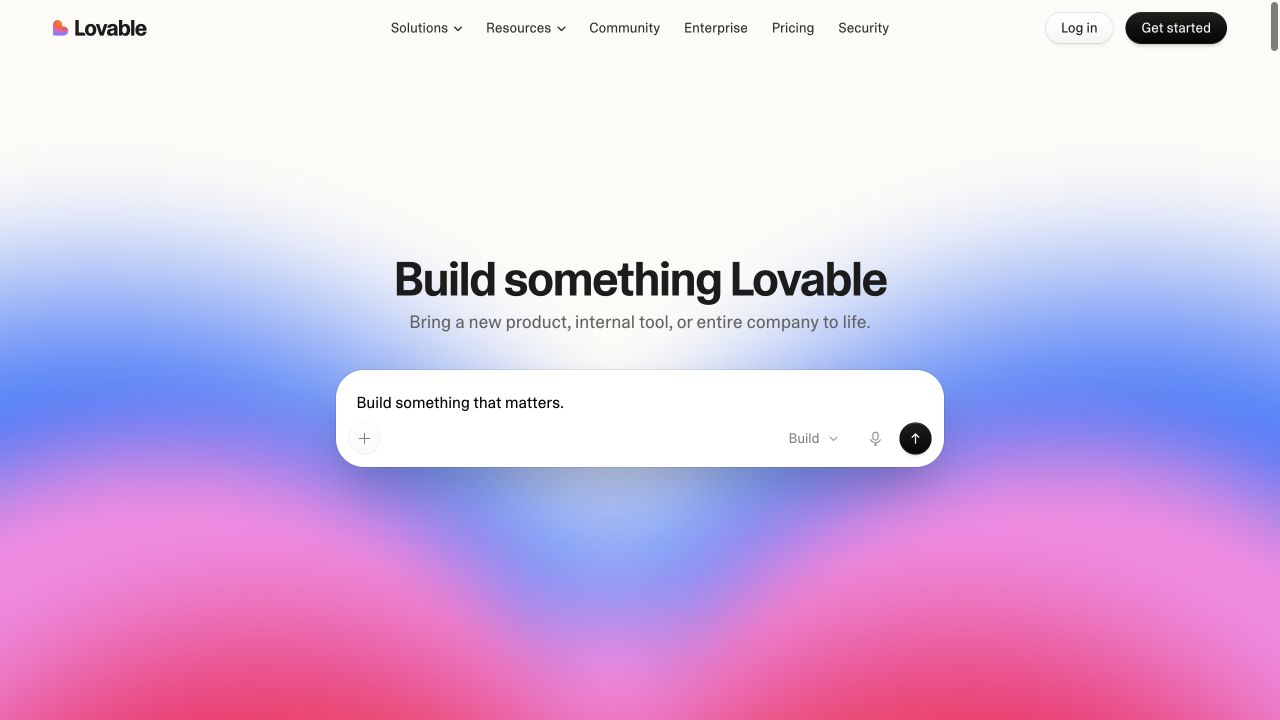 Lovable
Solutions
Resources
Community
Enterprise
Pricing
Security
Log in
Get started
Build something Lovable
Bring a new product, internal tool, or entire company to life.
Build something that matters.
Build